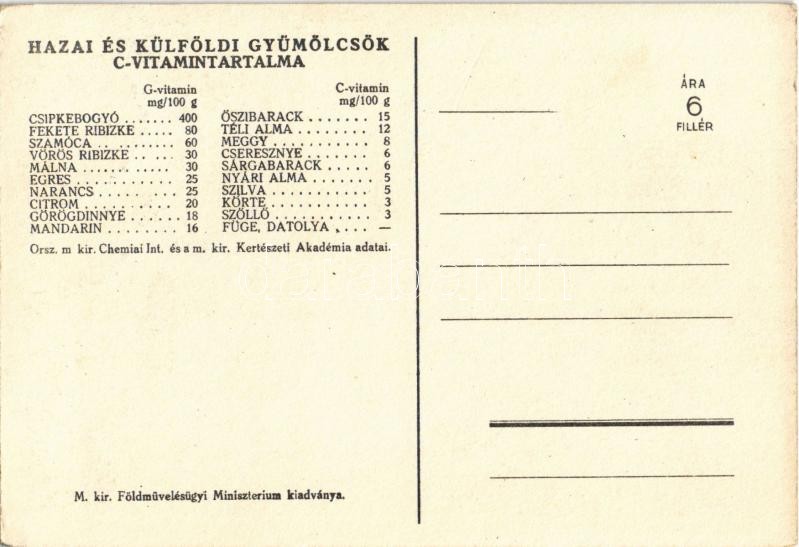 HAZAI ÉS KÜLFÖLDI GYŰMŐLCSŐK
C-VITAMINTARTALMA
G-vitamin
mg/100 g
CSIPKEBOGYÓ ....... 400
FEKETE RIBIZKE ..... 80
SZAMÓCA .. ......... 60
VÖRÖS RIBIZKE .. ... 30
MÁLNA ..... ........ 30
EGRES ............ 25
NARANCS ........... 25
CITROM ........... 20
GÖRÖGDINNYE ...... 18
MANDARIN ......... 16
C-vitamin
mg/100 g
ŐSZIBARACK ....... 15
TÉLI ALMA ........ 12
MEGGY ........... 8
CSERESZNYE ....... 6
SÁRGABARACK ..... 6
NYÁRI ALMA ....... 5
SZILVA .......... 5
KÖRTE .......... 3
SZŐLLŐ .......... 3
FÜGE, DATOLYA .... —
Orsz. m kir. Chemiai Int. és a m. kir. Kertészeti Akadémia adatai.
M. kir. Földművelésügyi Miniszterium kiadványa.
ÁRA
6
FILLÉR